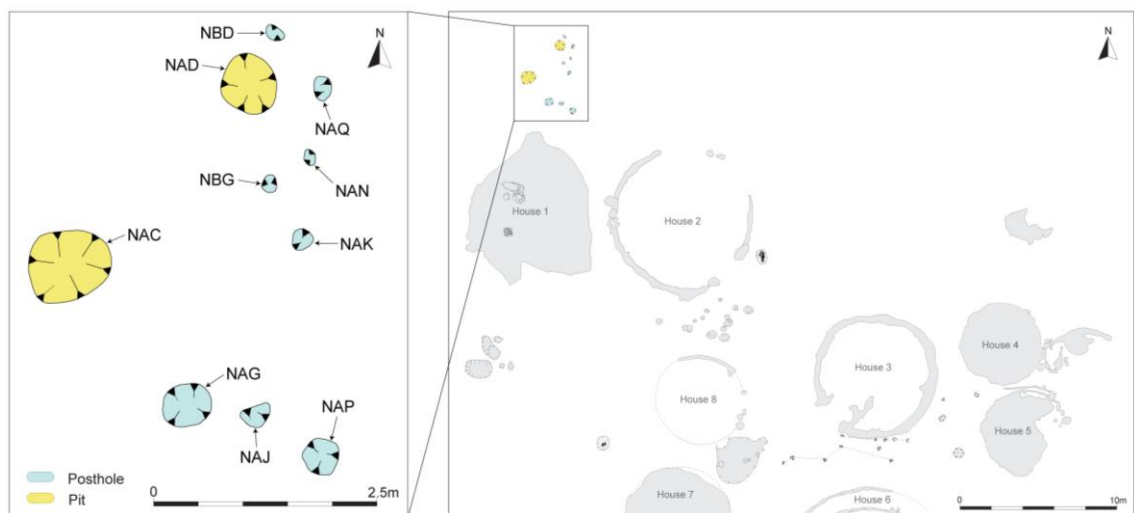 NBD
N
NAD
NAQ
NBG
NAN
NAC
NAK
NAG
NAP
NAJ
Posthole
Pit
0
2.5m
N
House 1
House 2
House 3
House 4
House 8
House 5
House 7
House 6
0
10m